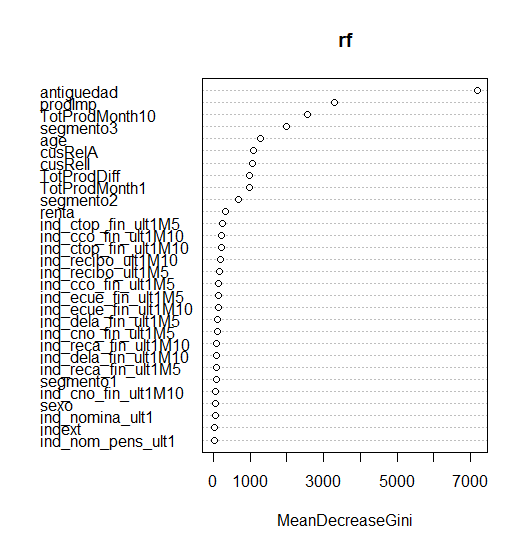 rf
antiguedad
prodImp
TotProdMonth10
segmento3
age
cusRelA
cusRelI
TotProdDiff
TotProdMonth1
segmento2
renta
ind_ctop_fin_ult1M5
ind_cco_fin_ult1M10
ind_ctop_fin_ult1M10
ind_recibo_ult1M10
ind_recibo_ult1M5
ind_cco_fin_ult1M5
ind_ecue_fin_ult1M5
ind_ecue_fin_ult1M10
ind_dela_fin_ult1M5
ind_cno_fin_ult1M5
ind_reca_fin_ult1M10
ind_dela_fin_ult1M10
ind_reca_fin_ult1M5
segmento1
ind_cno_fin_ult1M10
sexo
ind_nomina_ult1
indext
ind_nom_pens_ult1
0 1000 3000 5000 7000
MeanDecreaseGini